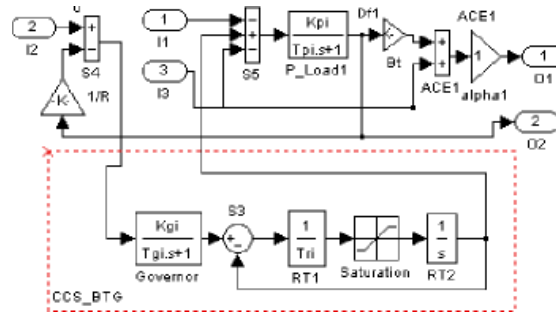 u
2
I2
+
-
S4
-K-
1/R
1
I1
3
I3
-
+
-
S5
Kpi
Tpi.s+1
P_Load1
Df1
Bt
+
+
ACE1
ACE1
alpha1
1
O1
2
O2
Kgi
Tgi.s+1
Governor
S3
+
-
1
Tri
RT1
Saturation
1
s
RT2
CCS_BTG